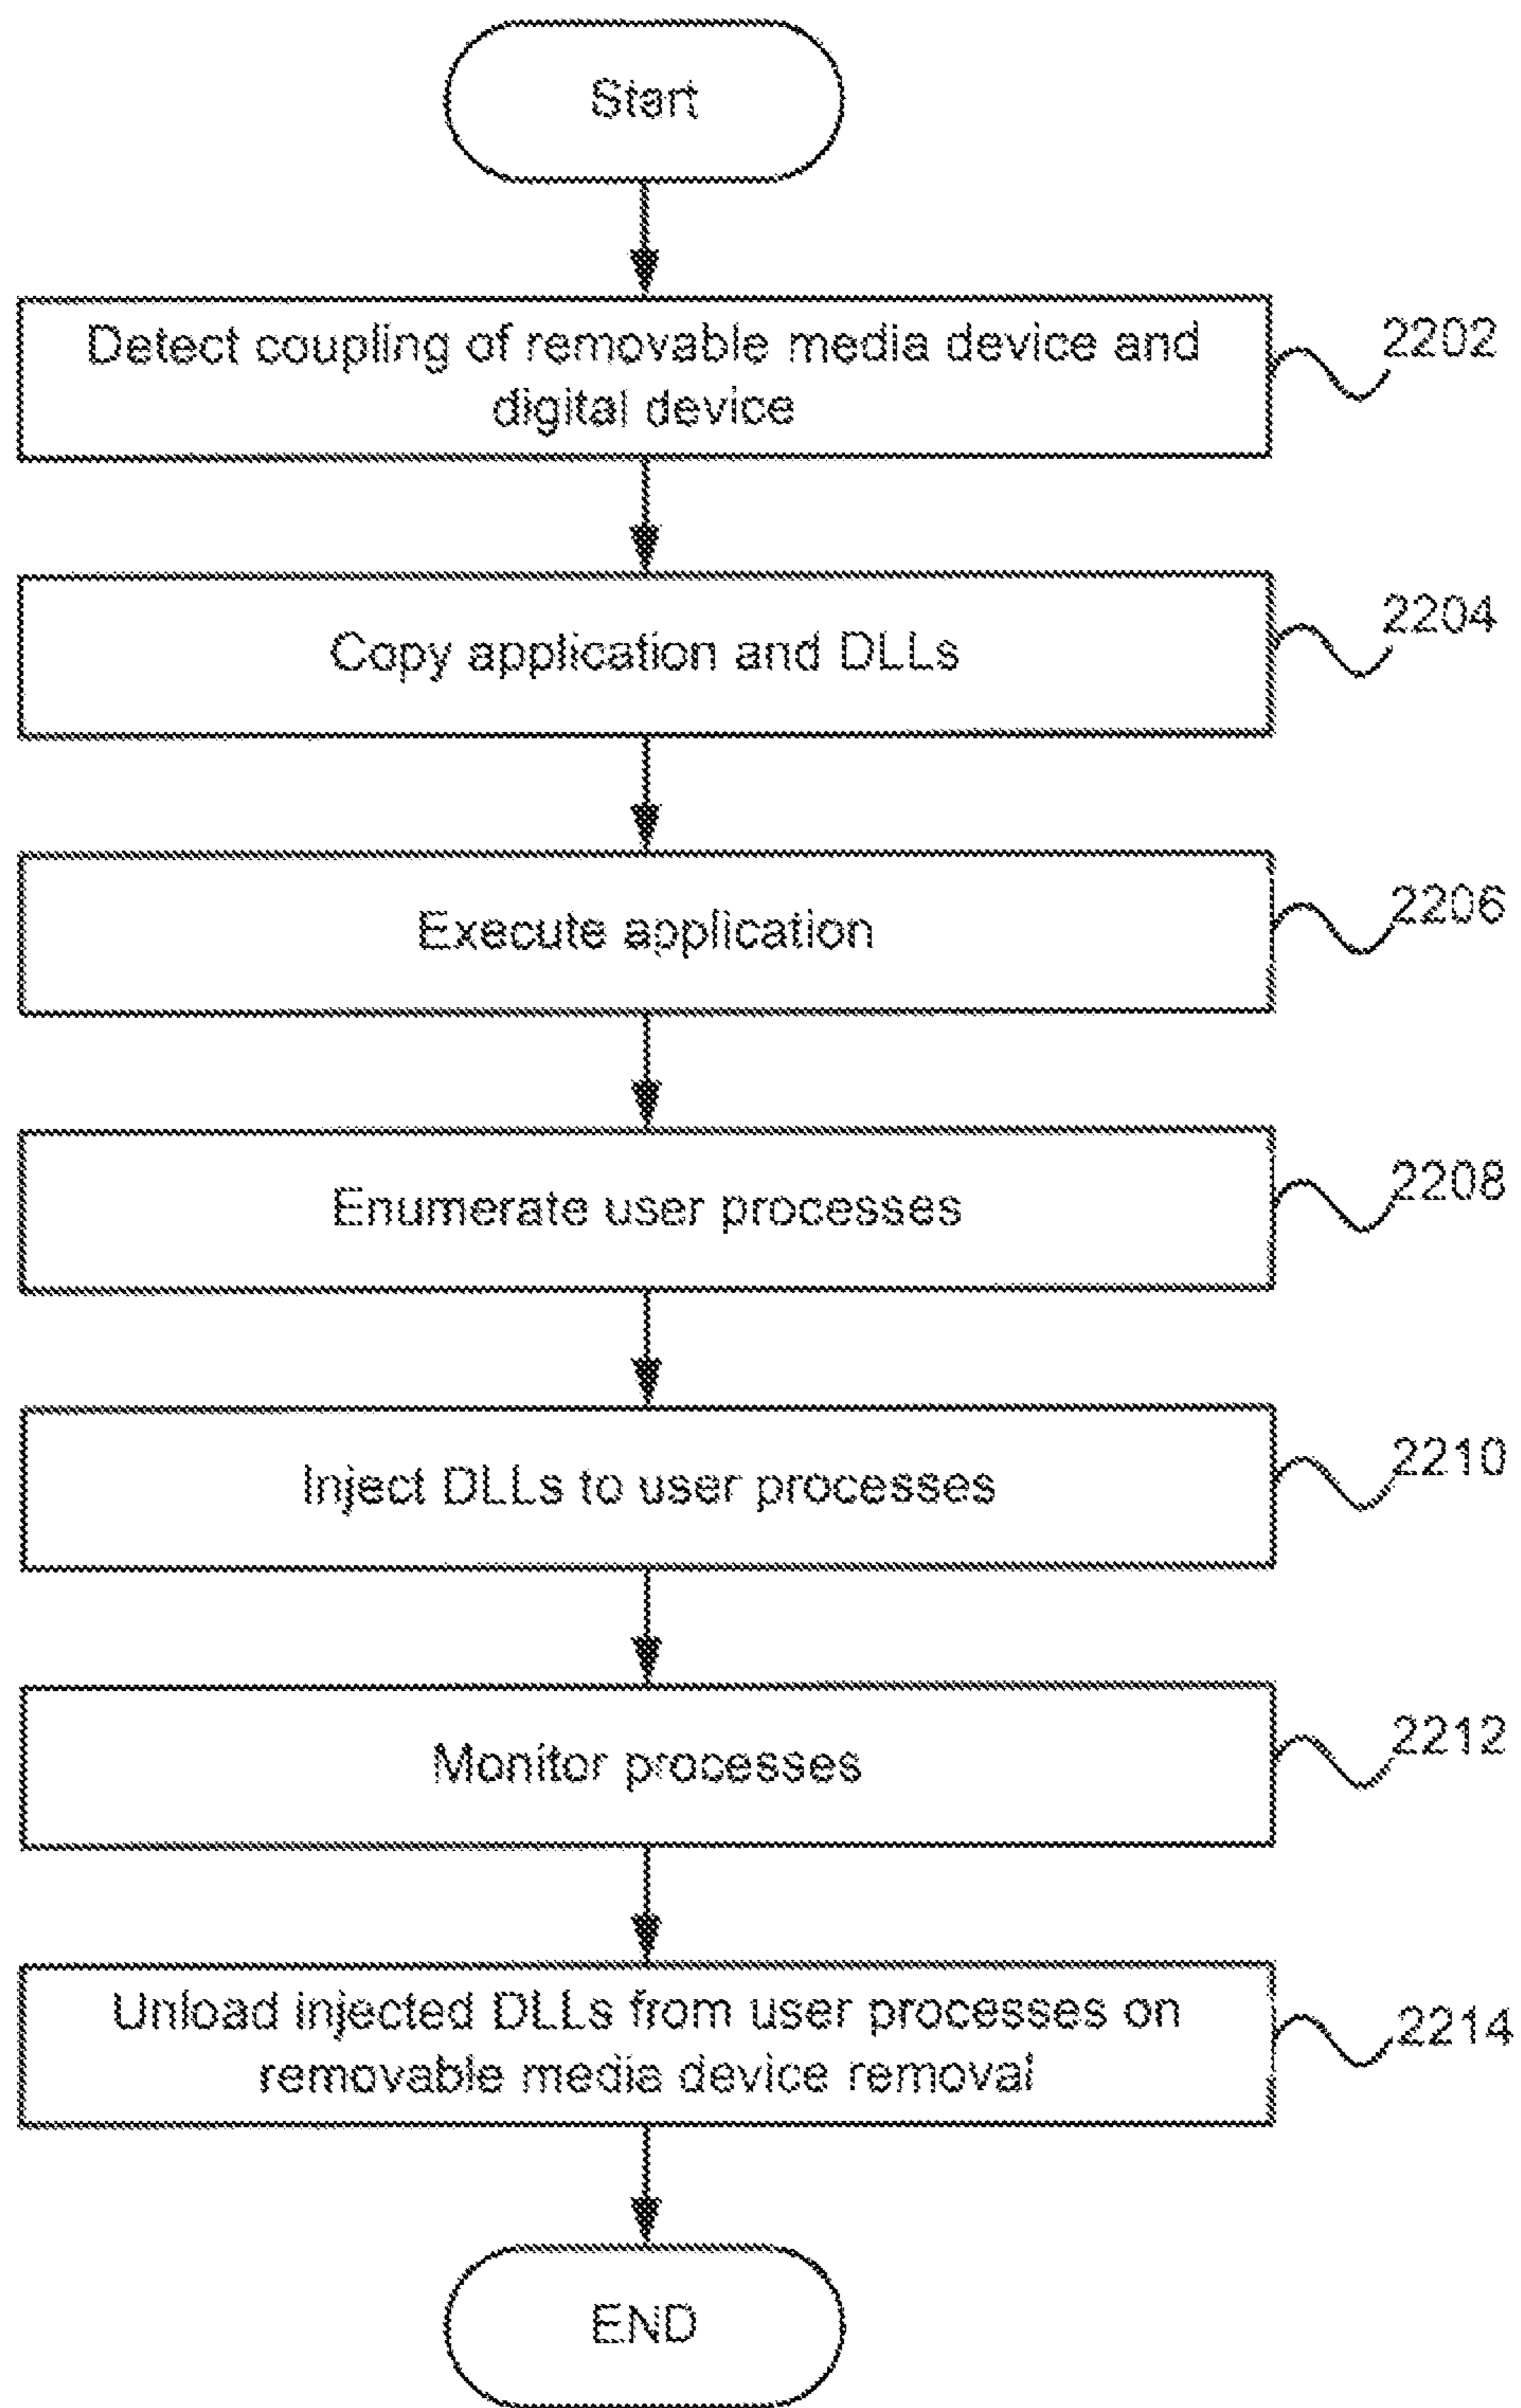 Start
Detect coupling of removable media device and
digital device
2202
Copy application and DLLs
2204
Execute application
2206
Enumerate user processes
2208
Inject DLLs to user processes
2210
Monitor processes
2212
Unload injected DLLs from user processes on
removable media device removal
2214
END